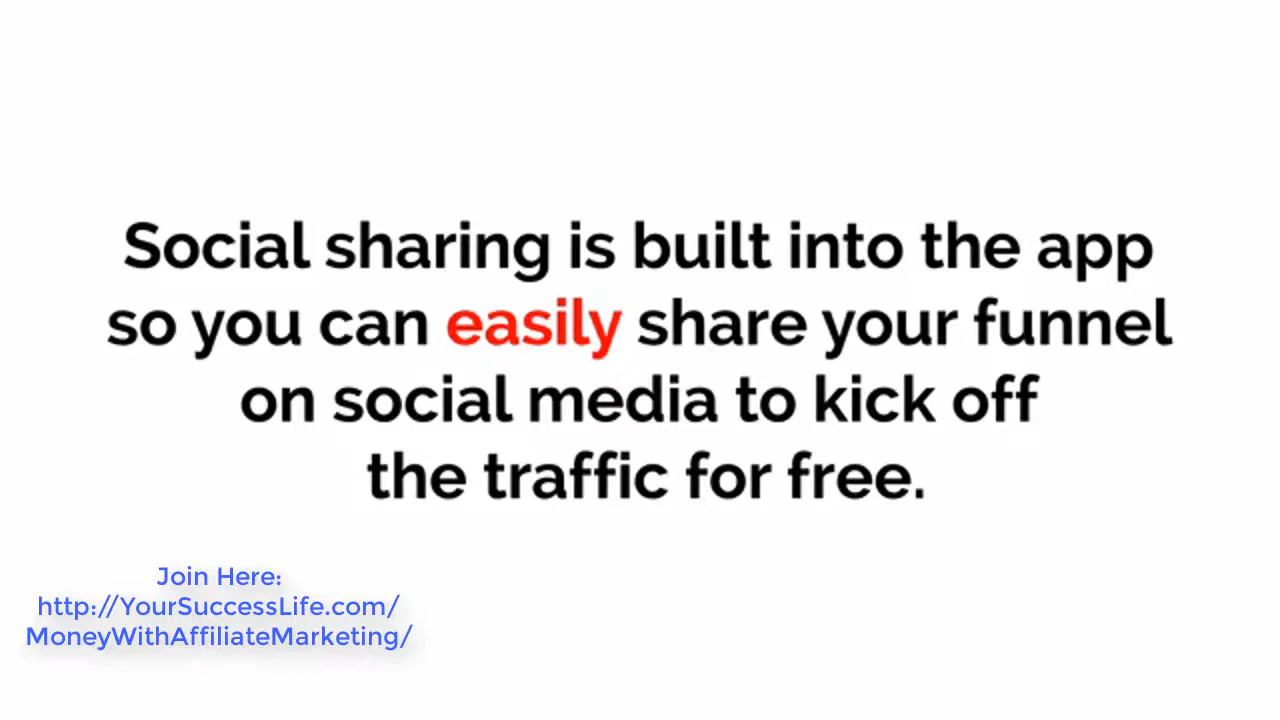 Social sharing is built into the app
so you can easily share your funnel
on social media to kick off
the traffic for free.
Join Here:
http://YourSuccessLife.com/
MoneyWithAffiliateMarketing/